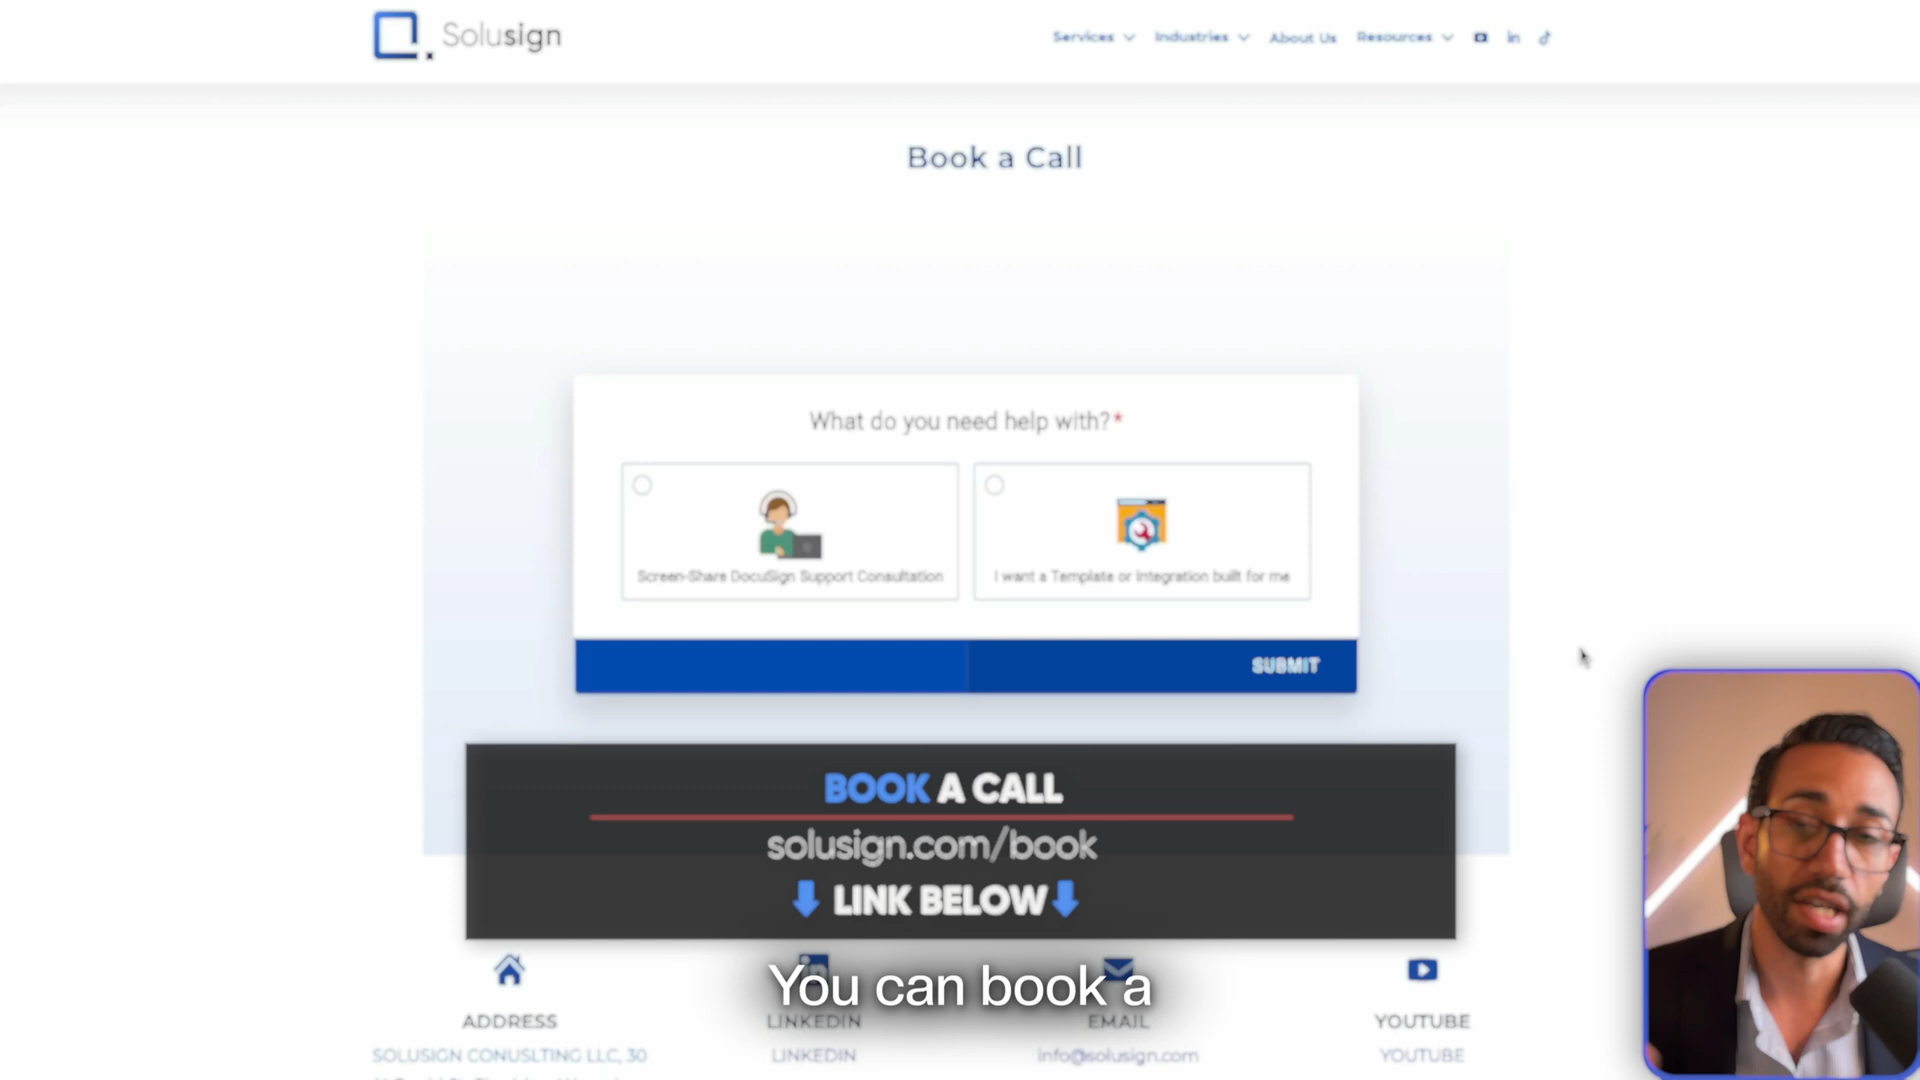 Solusign
Services Industries About Us Resources
Book a Call
What do you need help with?*
Screen-Share DocuSign Support Consultation
I want a Template or Integration built for me
SUBMIT
BOOK A CALL
solusign.com/book
LINK BELOW
You can book a
ADDRESS LINKEDIN EMAIL YOUTUBE
SOLUSIGN CONUSLTING LLC, 30 LINKEDIN info@solusign.com YOUTUBE